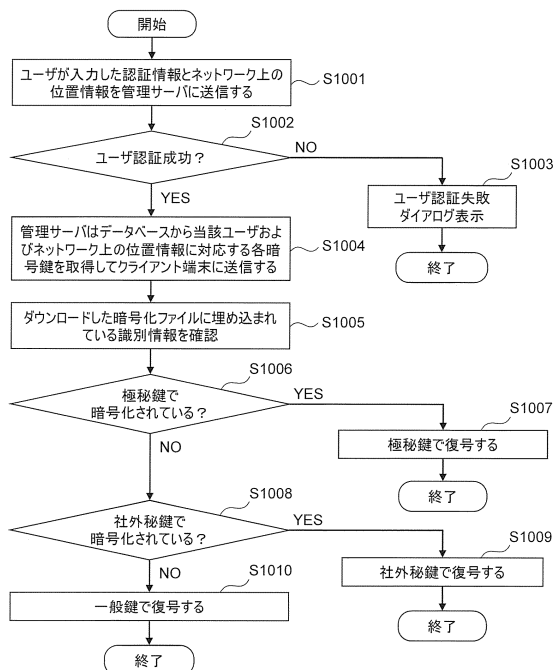 開始
ユーザが入力した認証情報とネットワーク上の
位置情報を管理サーバに送信する
S1001
S1002
ユーザ認証成功？
NO
YES
S1003
ユーザ認証失敗
ダイアログ表示
終了
管理サーバはデータベースから当該ユーザおよ
びネットワーク上の位置情報に対応する各暗
号鍵を取得してクライアント端末に送信する
S1004
ダウンロードした暗号化ファイルに埋め込まれ
ている識別情報を確認
S1005
S1006
極秘鍵で
暗号化されている？
YES
NO
S1007
極秘鍵で復号する
終了
S1008
社外秘鍵で
暗号化されている？
YES
NO
S1009
社外秘鍵で復号する
終了
S1010
一般鍵で復号する
終了